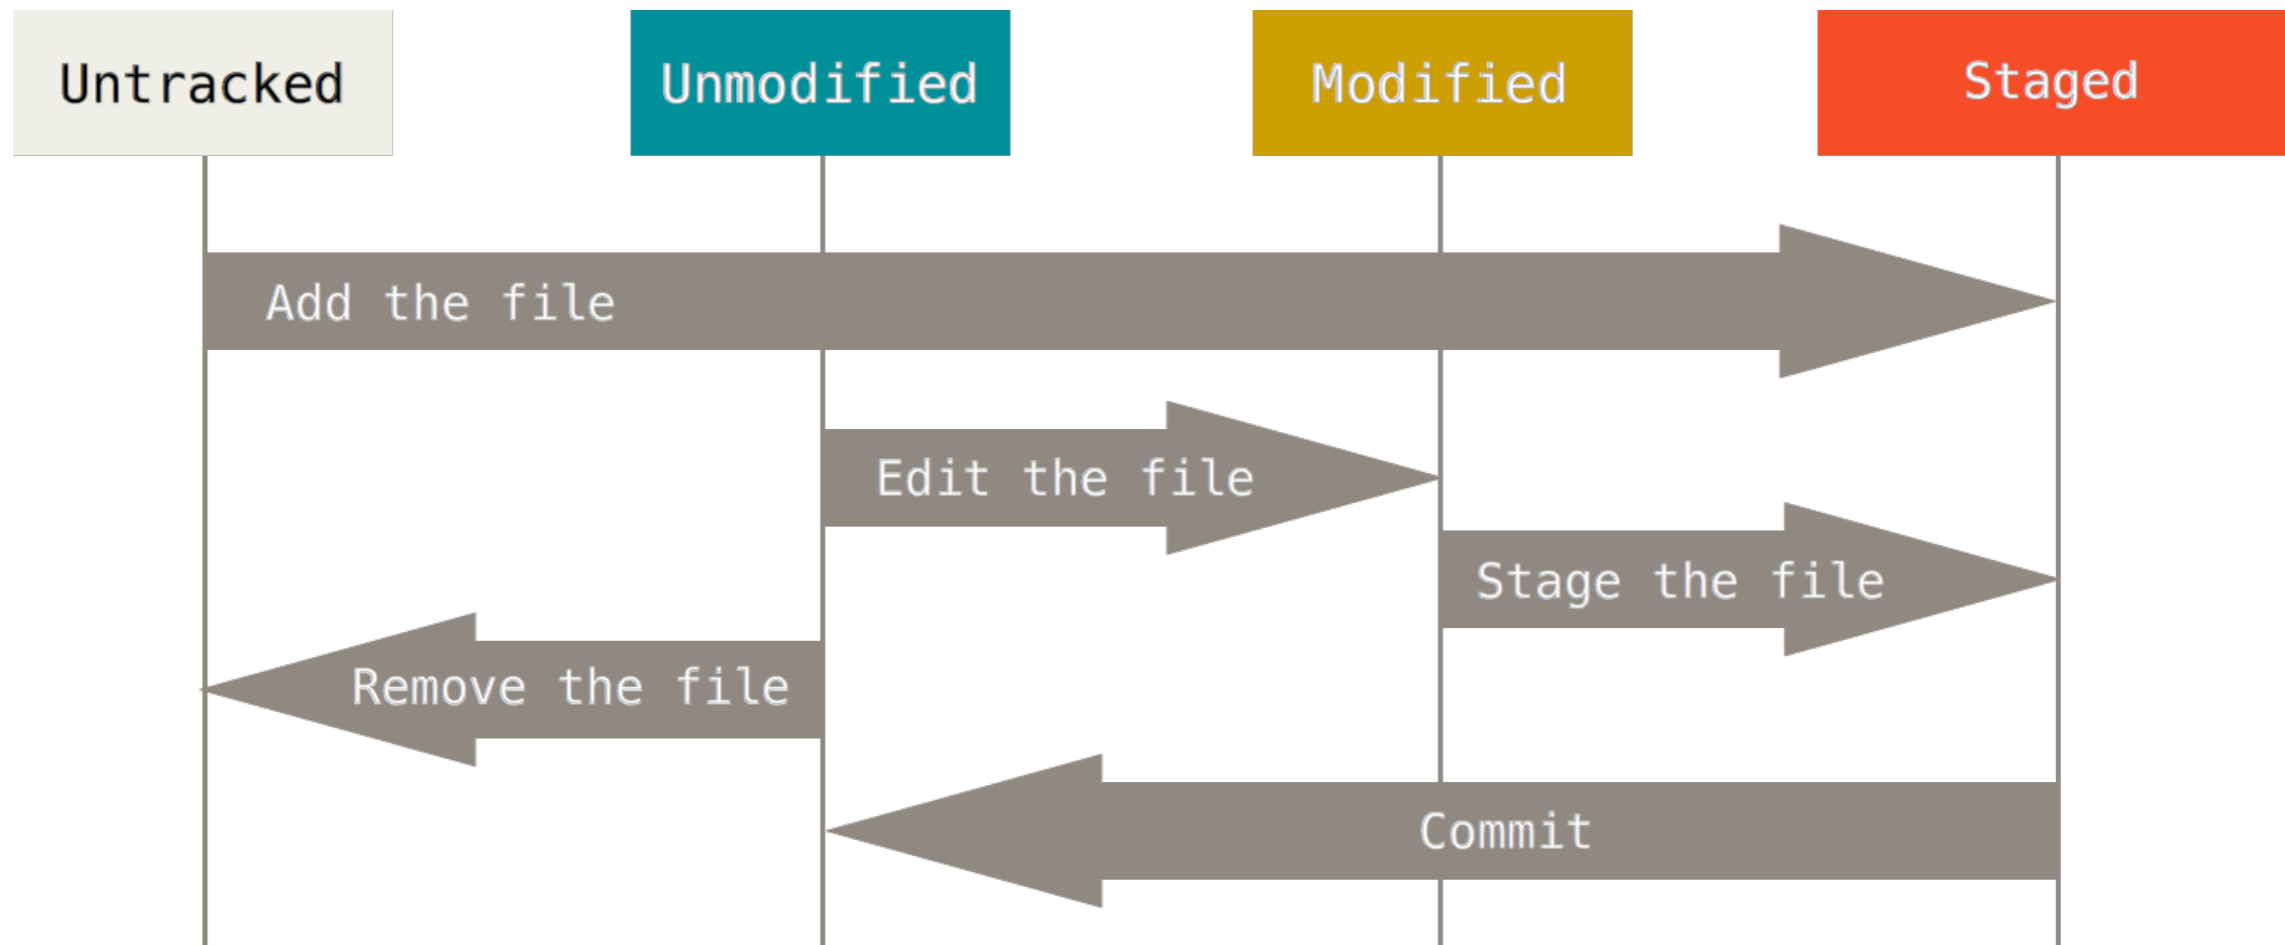 Untracked
Unmodified
Modified
Staged
Add the file
Edit the file
Stage the file
Remove the file
Commit